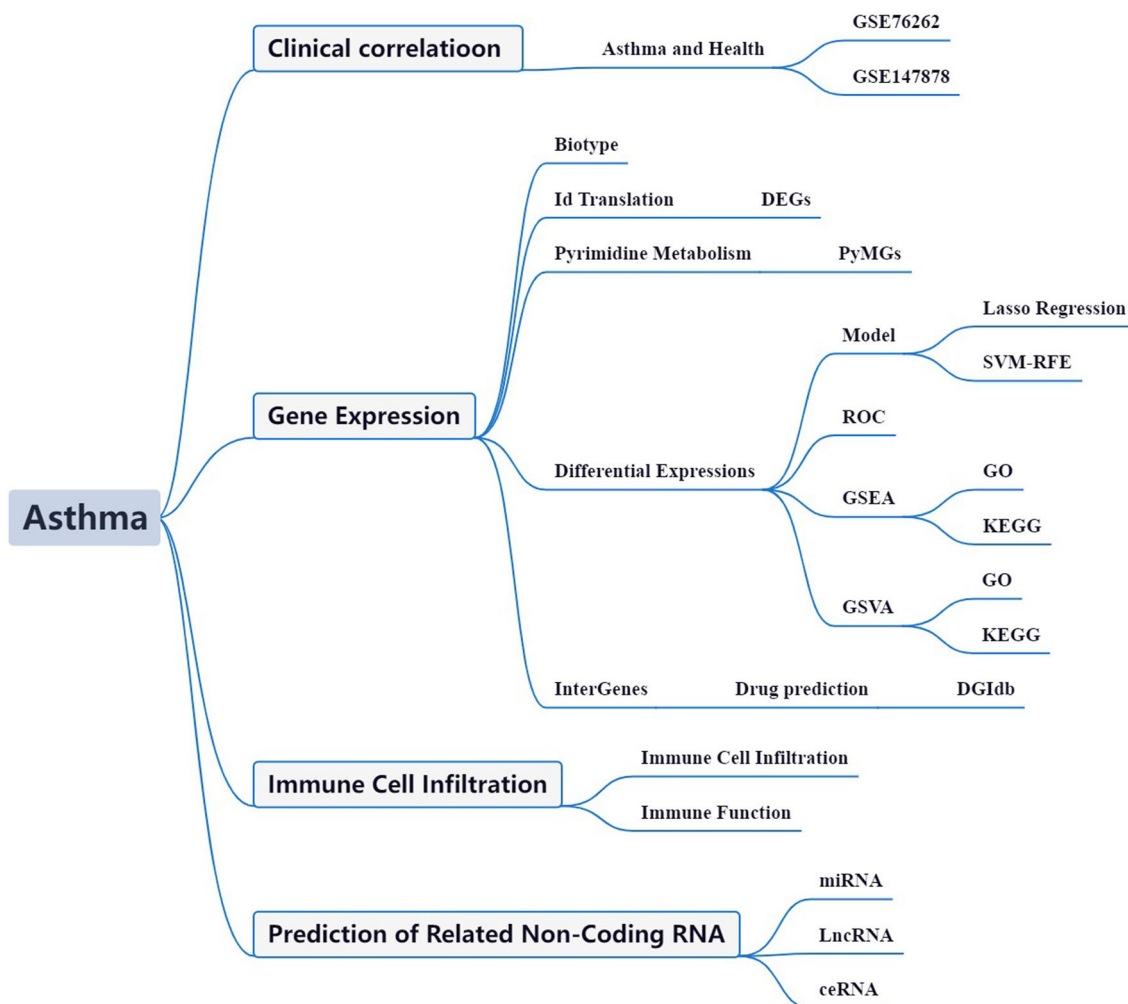 Asthma
Clinical correlatioon
Asthma and Health
GSE76262
GSE147878
Gene Expression
Biotype
Id Translation
DEGs
Pyrimidine Metabolism
PyMGs
Differential Expressions
Model
Lasso Regression
SVM-RFE
ROC
GSEA
GO
KEGG
GSVA
GO
KEGG
InterGenes
Drug prediction
DGIdb
Immune Cell Infiltration
Immune Cell Infiltration
Immune Function
Prediction of Related Non-Coding RNA
miRNA
LncRNA
ceRNA